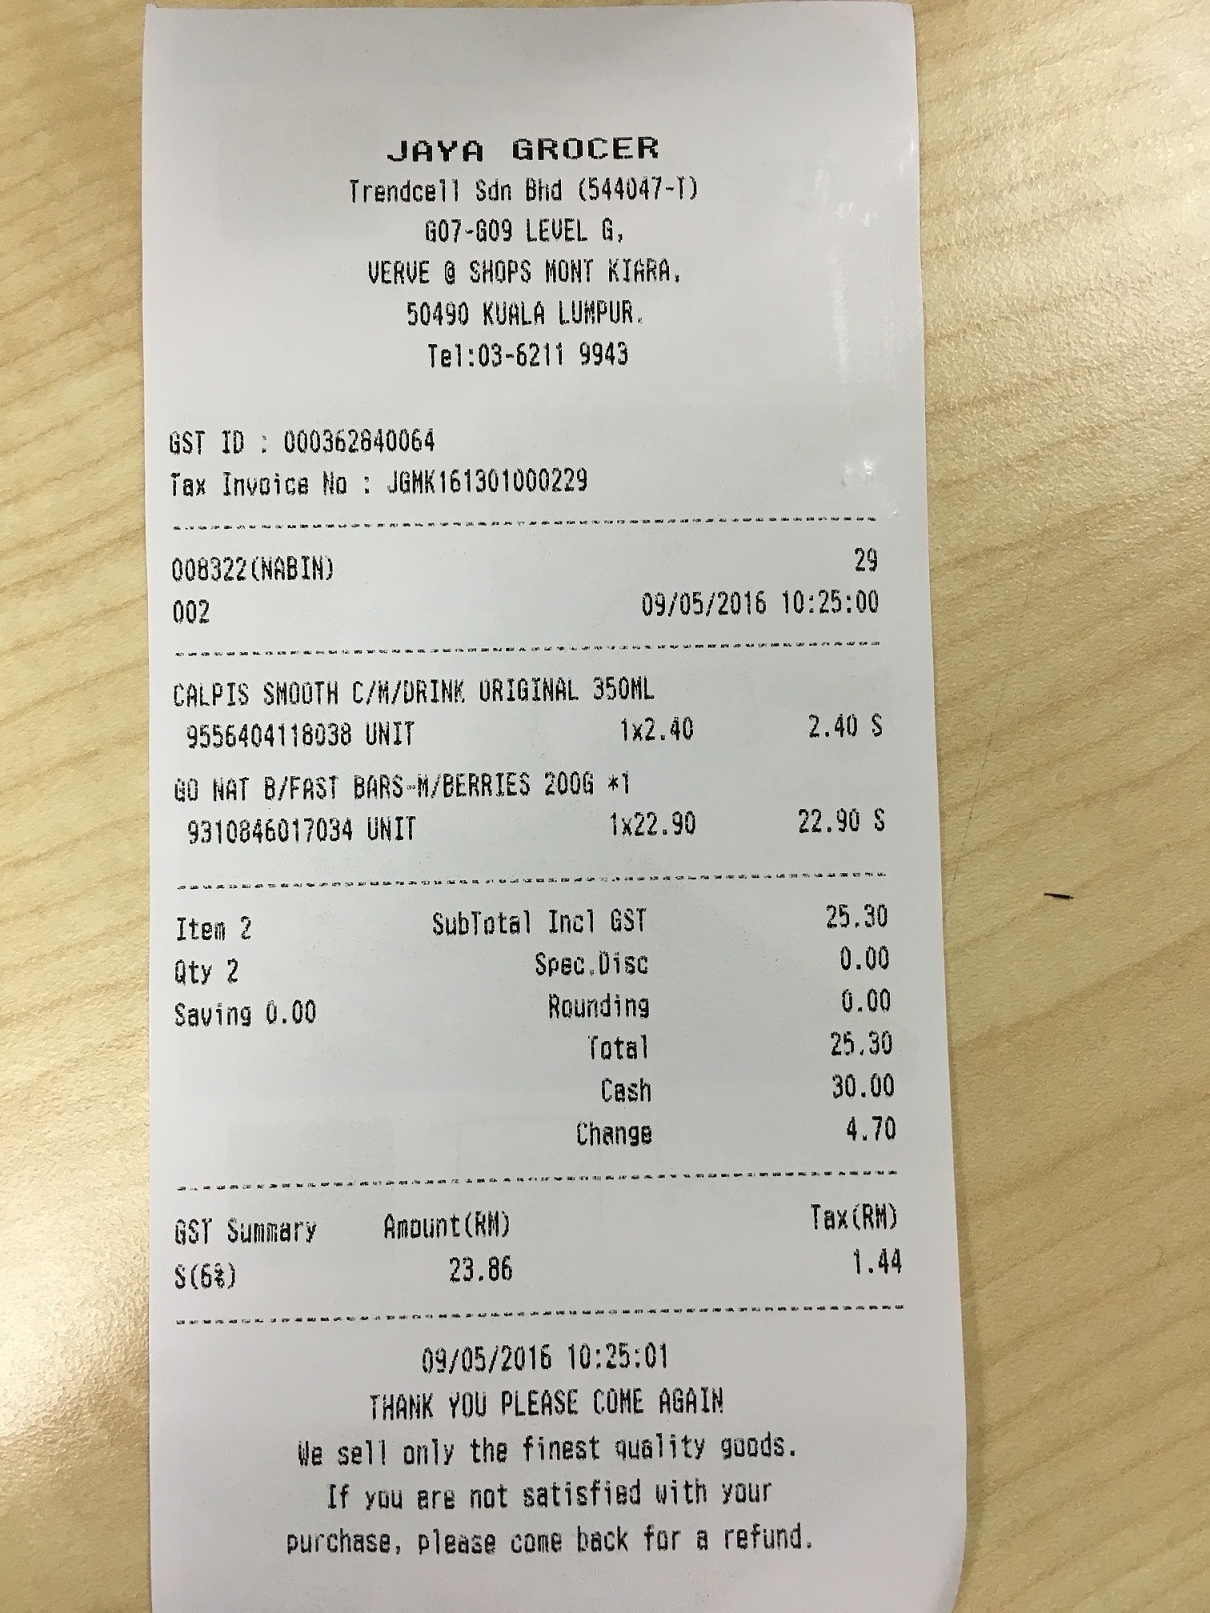 JAYA GROCER
Trendcell Sdn Bhd (544047-T)
G07-G09 LEVEL G,
VERVE @ SHOPS MONT KIARA,
50490 KUALA LUMPUR.
Tel:03-6211 9943
GST ID : 000362840064
Tax Invoice No : JGMK161301000229
008322(NABIN) 29
002 09/05/2016 10:25:00
CALPIS SMOOTH C/M/DRINK ORIGINAL 350ML
9556404118038 UNIT 1x2.40 2.40 S
GO NAT B/FAST BARS-M/BERRIES 200G *1
9310846017034 UNIT 1x22.90 22.90 S
Item 2 SubTotal Incl GST 25.30
Qty 2 Spec.Disc 0.00
Saving 0.00 Rounding 0.00
Total 25.30
Cash 30.00
Change 4.70
GST Summary Amount(RM) Tax(RM)
S(6%) 23.86 1.44
09/05/2016 10:25:01
THANK YOU PLEASE COME AGAIN
We sell only the finest quality goods.
If you are not satisfied with your
purchase, please come back for a refund.